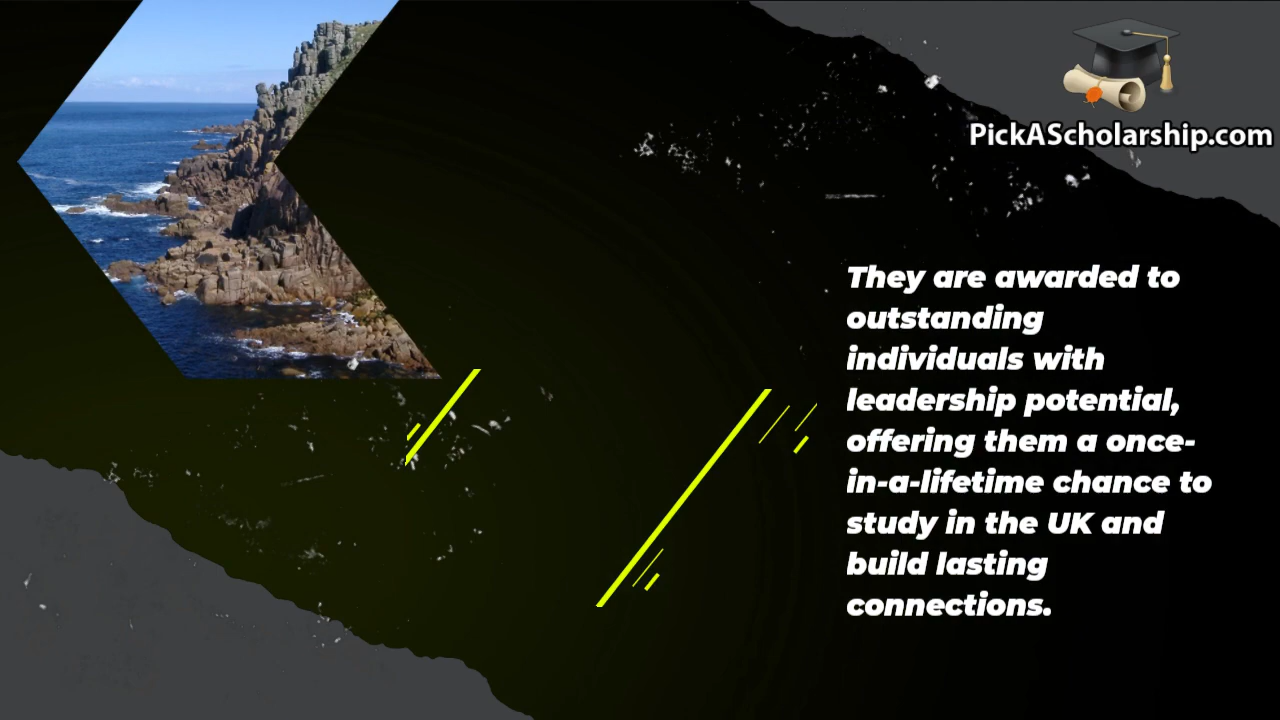 PickAScholarship.com
They are awarded to
outstanding
individuals with
leadership potential,
offering them a once-
in-a-lifetime chance to
study in the UK and
build lasting
connections.